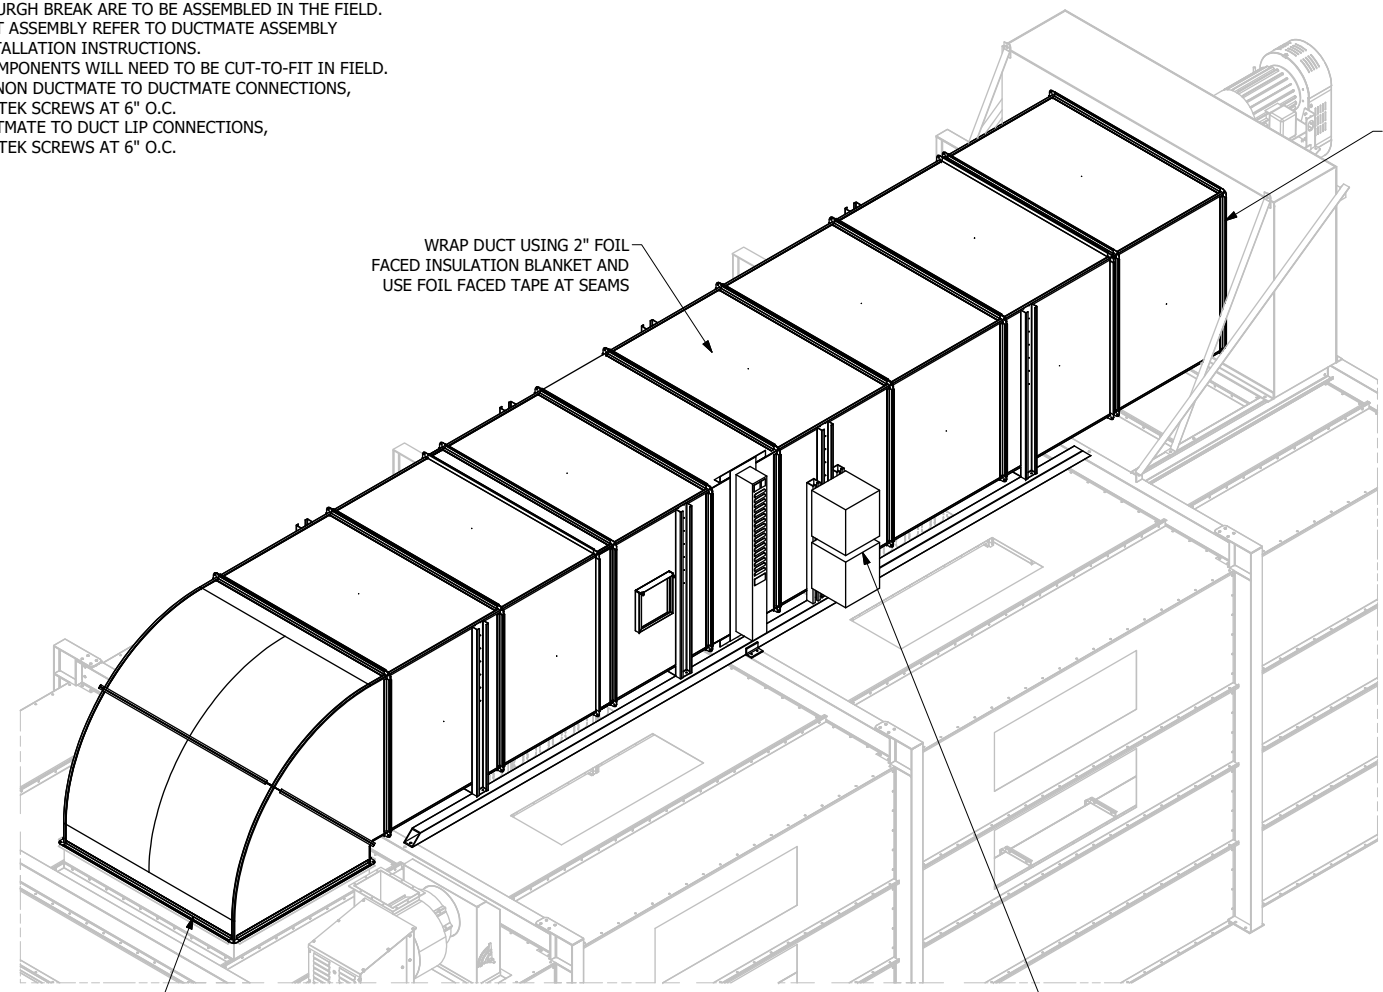 URGH BREAK ARE TO BE ASSEMBLED IN THE FIELD.
T ASSEMBLY REFER TO DUCTMATE ASSEMBLY
TALLATION INSTRUCTIONS.
MPONENTS WILL NEED TO BE CUT-TO-FIT IN FIELD.
NON DUCTMATE TO DUCTMATE CONNECTIONS,
TEK SCREWS AT 6" O.C.
TMATE TO DUCT LIP CONNECTIONS,
TEK SCREWS AT 6" O.C.
WRAP DUCT USING 2" FOIL
FACED INSULATION BLANKET AND
USE FOIL FACED TAPE AT SEAMS